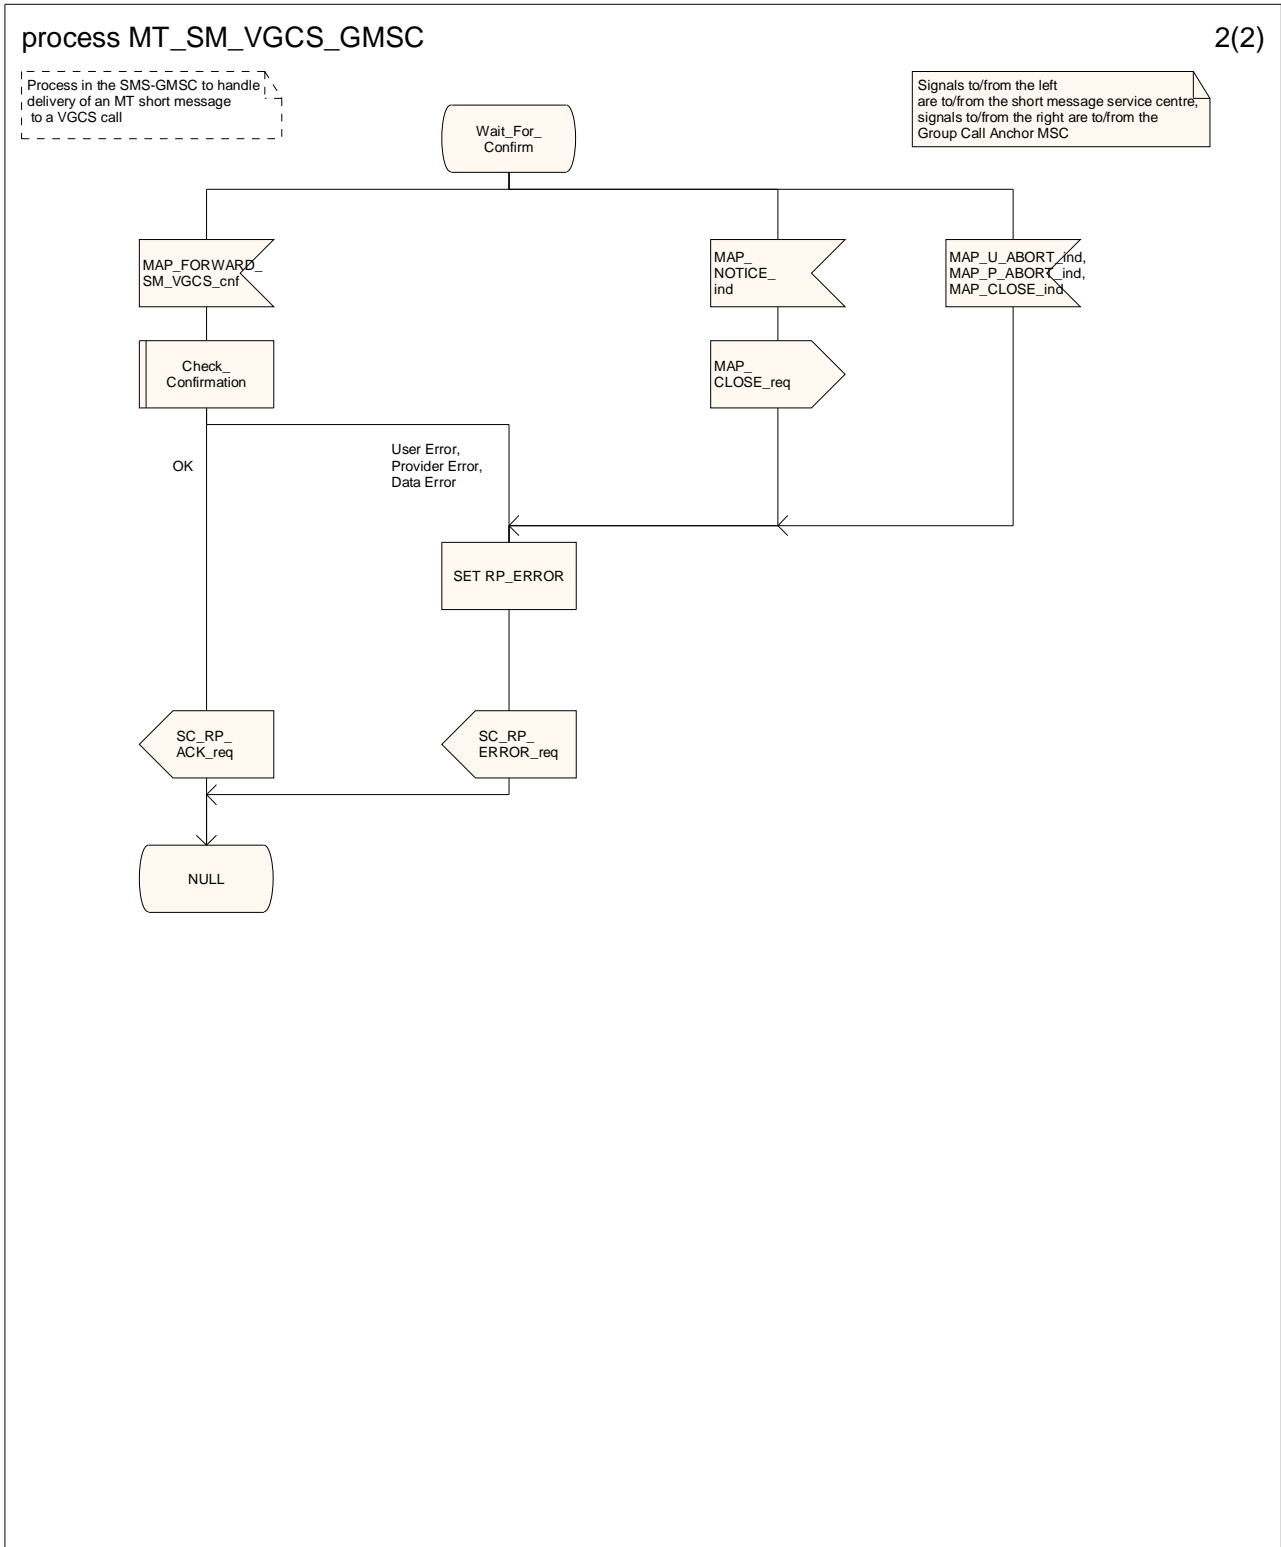 process MT_SM_VGCS_GMSC
2(2)
Process in the SMS-GMSC to handle
delivery of an MT short message
to a VGCS call
Signals to/from the left
are to/from the short message service centre,
signals to/from the right are to/from the
Group Call Anchor MSC
Wait_For_
Confirm
MAP_FORWARD_
SM_VGCS_cnf
MAP_
NOTICE_
ind
MAP_U_ABORT_ind,
MAP_P_ABORT_ind,
MAP_CLOSE_ind
Check_
Confirmation
MAP_
CLOSE_req
OK
User Error,
Provider Error,
Data Error
SET RP_ERROR
SC_RP_
ACK_req
SC_RP_
ERROR_req
NULL